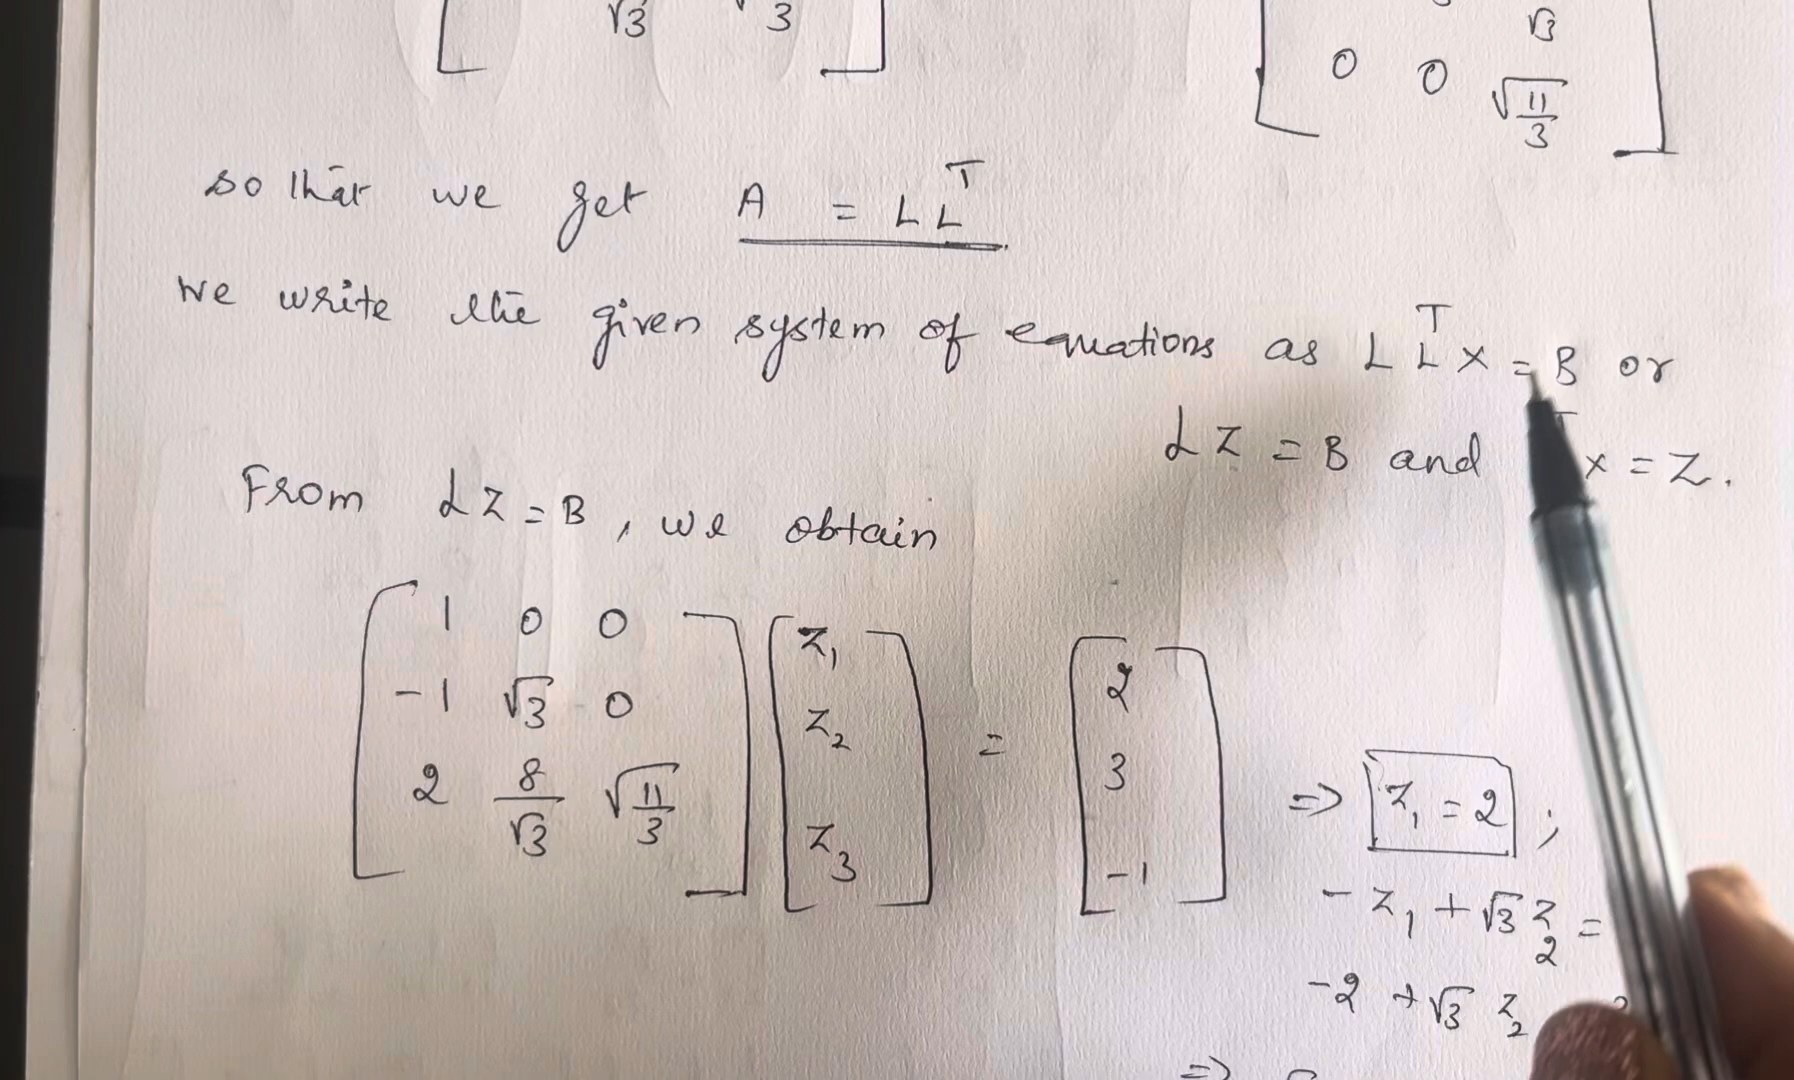 √3 √ 3
√3
0 0 √11/3
so that we get A = LLᵀ
we write the given system of equations as LLᵀx = B or
LZ = B and x = Z.
From LZ = B, we obtain
[ 1 0 0 ] [ z₁ ] [ 2 ]
[ -1 √3 0 ] [ z₂ ] = [ 3 ]
[ 2 8/√3 √11/3 ] [ z₃ ] [ -1 ] ⇒ z₁ = 2 ;
- z₁ + √3 z₂ =
-2 + √3 z₂
⇒